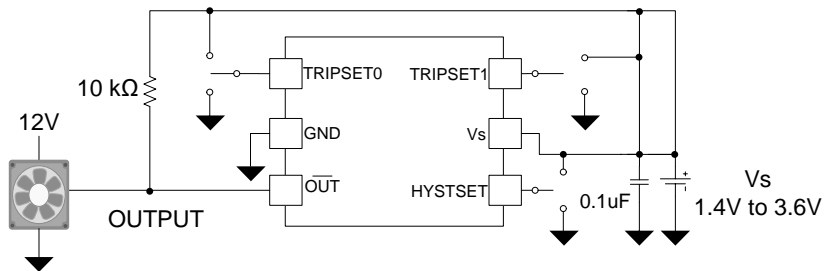 TRIPSET0
TRIPSET1
10 kΩ
12V
GND
Vs
OUT
HYSTSET
OUTPUT
0.1uF
Vs
1.4V to 3.6V
+
-